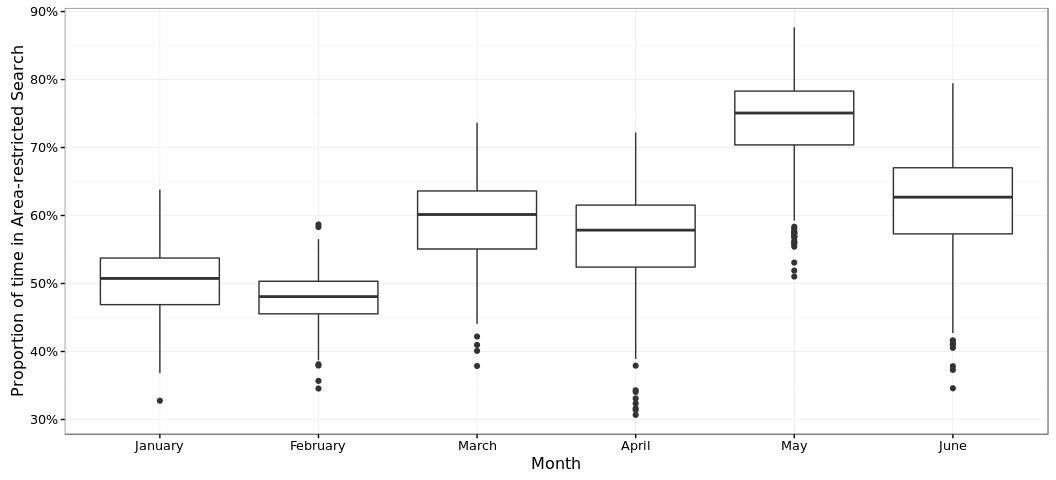 Proportion of time in Area-restricted Search
90%
80%
70%
60%
50%
40%
30%
January February March April May June
Month